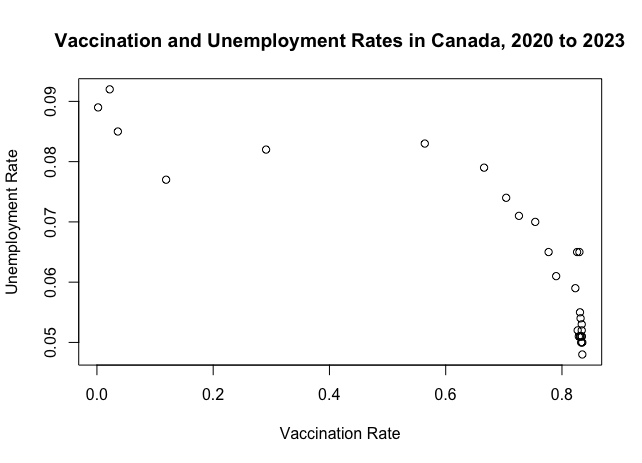 Vaccination and Unemployment Rates in Canada, 2020 to 2023
Unemployment Rate
0.09
0.08
0.07
0.06
0.05
0.0 0.2 0.4 0.6 0.8
Vaccination Rate